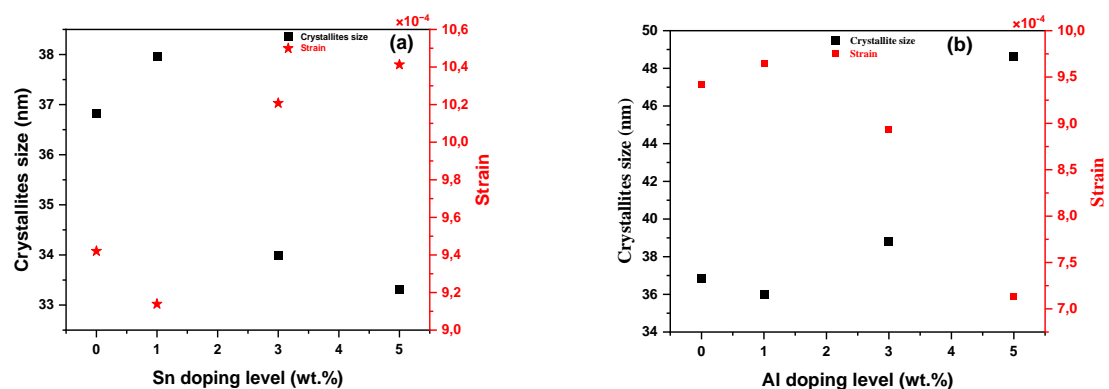 ×10⁻⁴
Crystallites size (a)
Strain
38
37
36
35
34
33
Crystallites size (nm)
10,6
10,4
10,2
10,0
9,8
9,6
9,4
9,2
9,0
Strain
0 1 2 3 4 5
Sn doping level (wt.%)
×10⁻⁴
Crystallite size (b)
Strain
50
48
46
44
42
40
38
36
34
Crystallites size (nm)
10,0
9,5
9,0
8,5
8,0
7,5
7,0
Strain
0 1 2 3 4 5
Al doping level (wt.%)